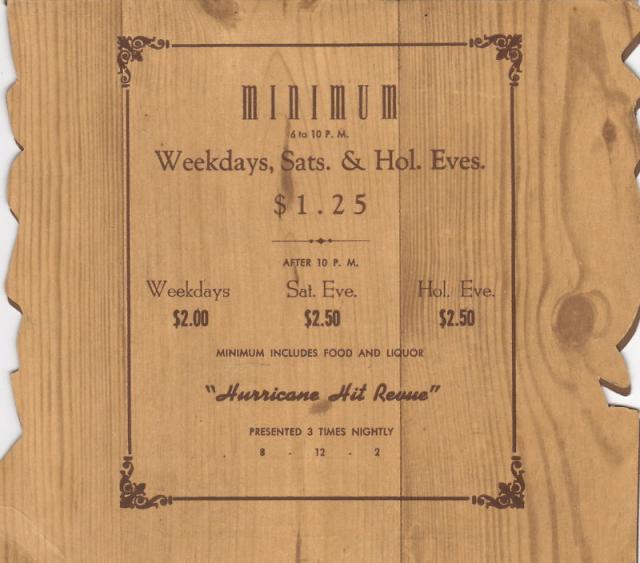 MINIMUM
6 to 10 P. M.
Weekdays, Sats. & Hol. Eves.
$1.25
AFTER 10 P. M.
Weekdays Sat. Eve. Hol. Eve.
$2.00 $2.50 $2.50
MINIMUM INCLUDES FOOD AND LIQUOR
"Hurricane Hit Revue"
PRESENTED 3 TIMES NIGHTLY
8 - 12 - 2